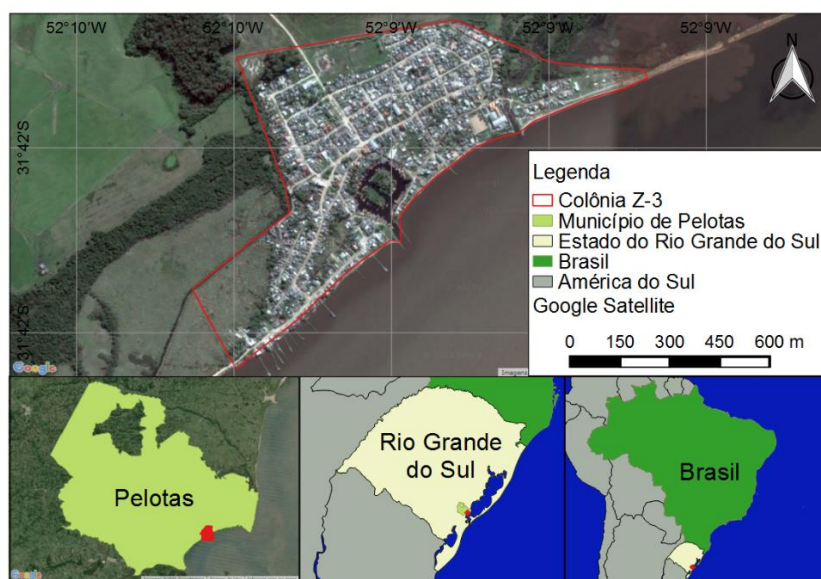 52°10'W
52°10'W
52°9'W
52°9'W
52°9'W
N
31°42'S
31°42'S
Legenda
Colônia Z-3
Município de Pelotas
Estado do Rio Grande do Sul
Brasil
América do Sul
Google Satellite
0 150 300 450 600 m
Google
Pelotas
Rio Grande
do Sul
Brasil
Google